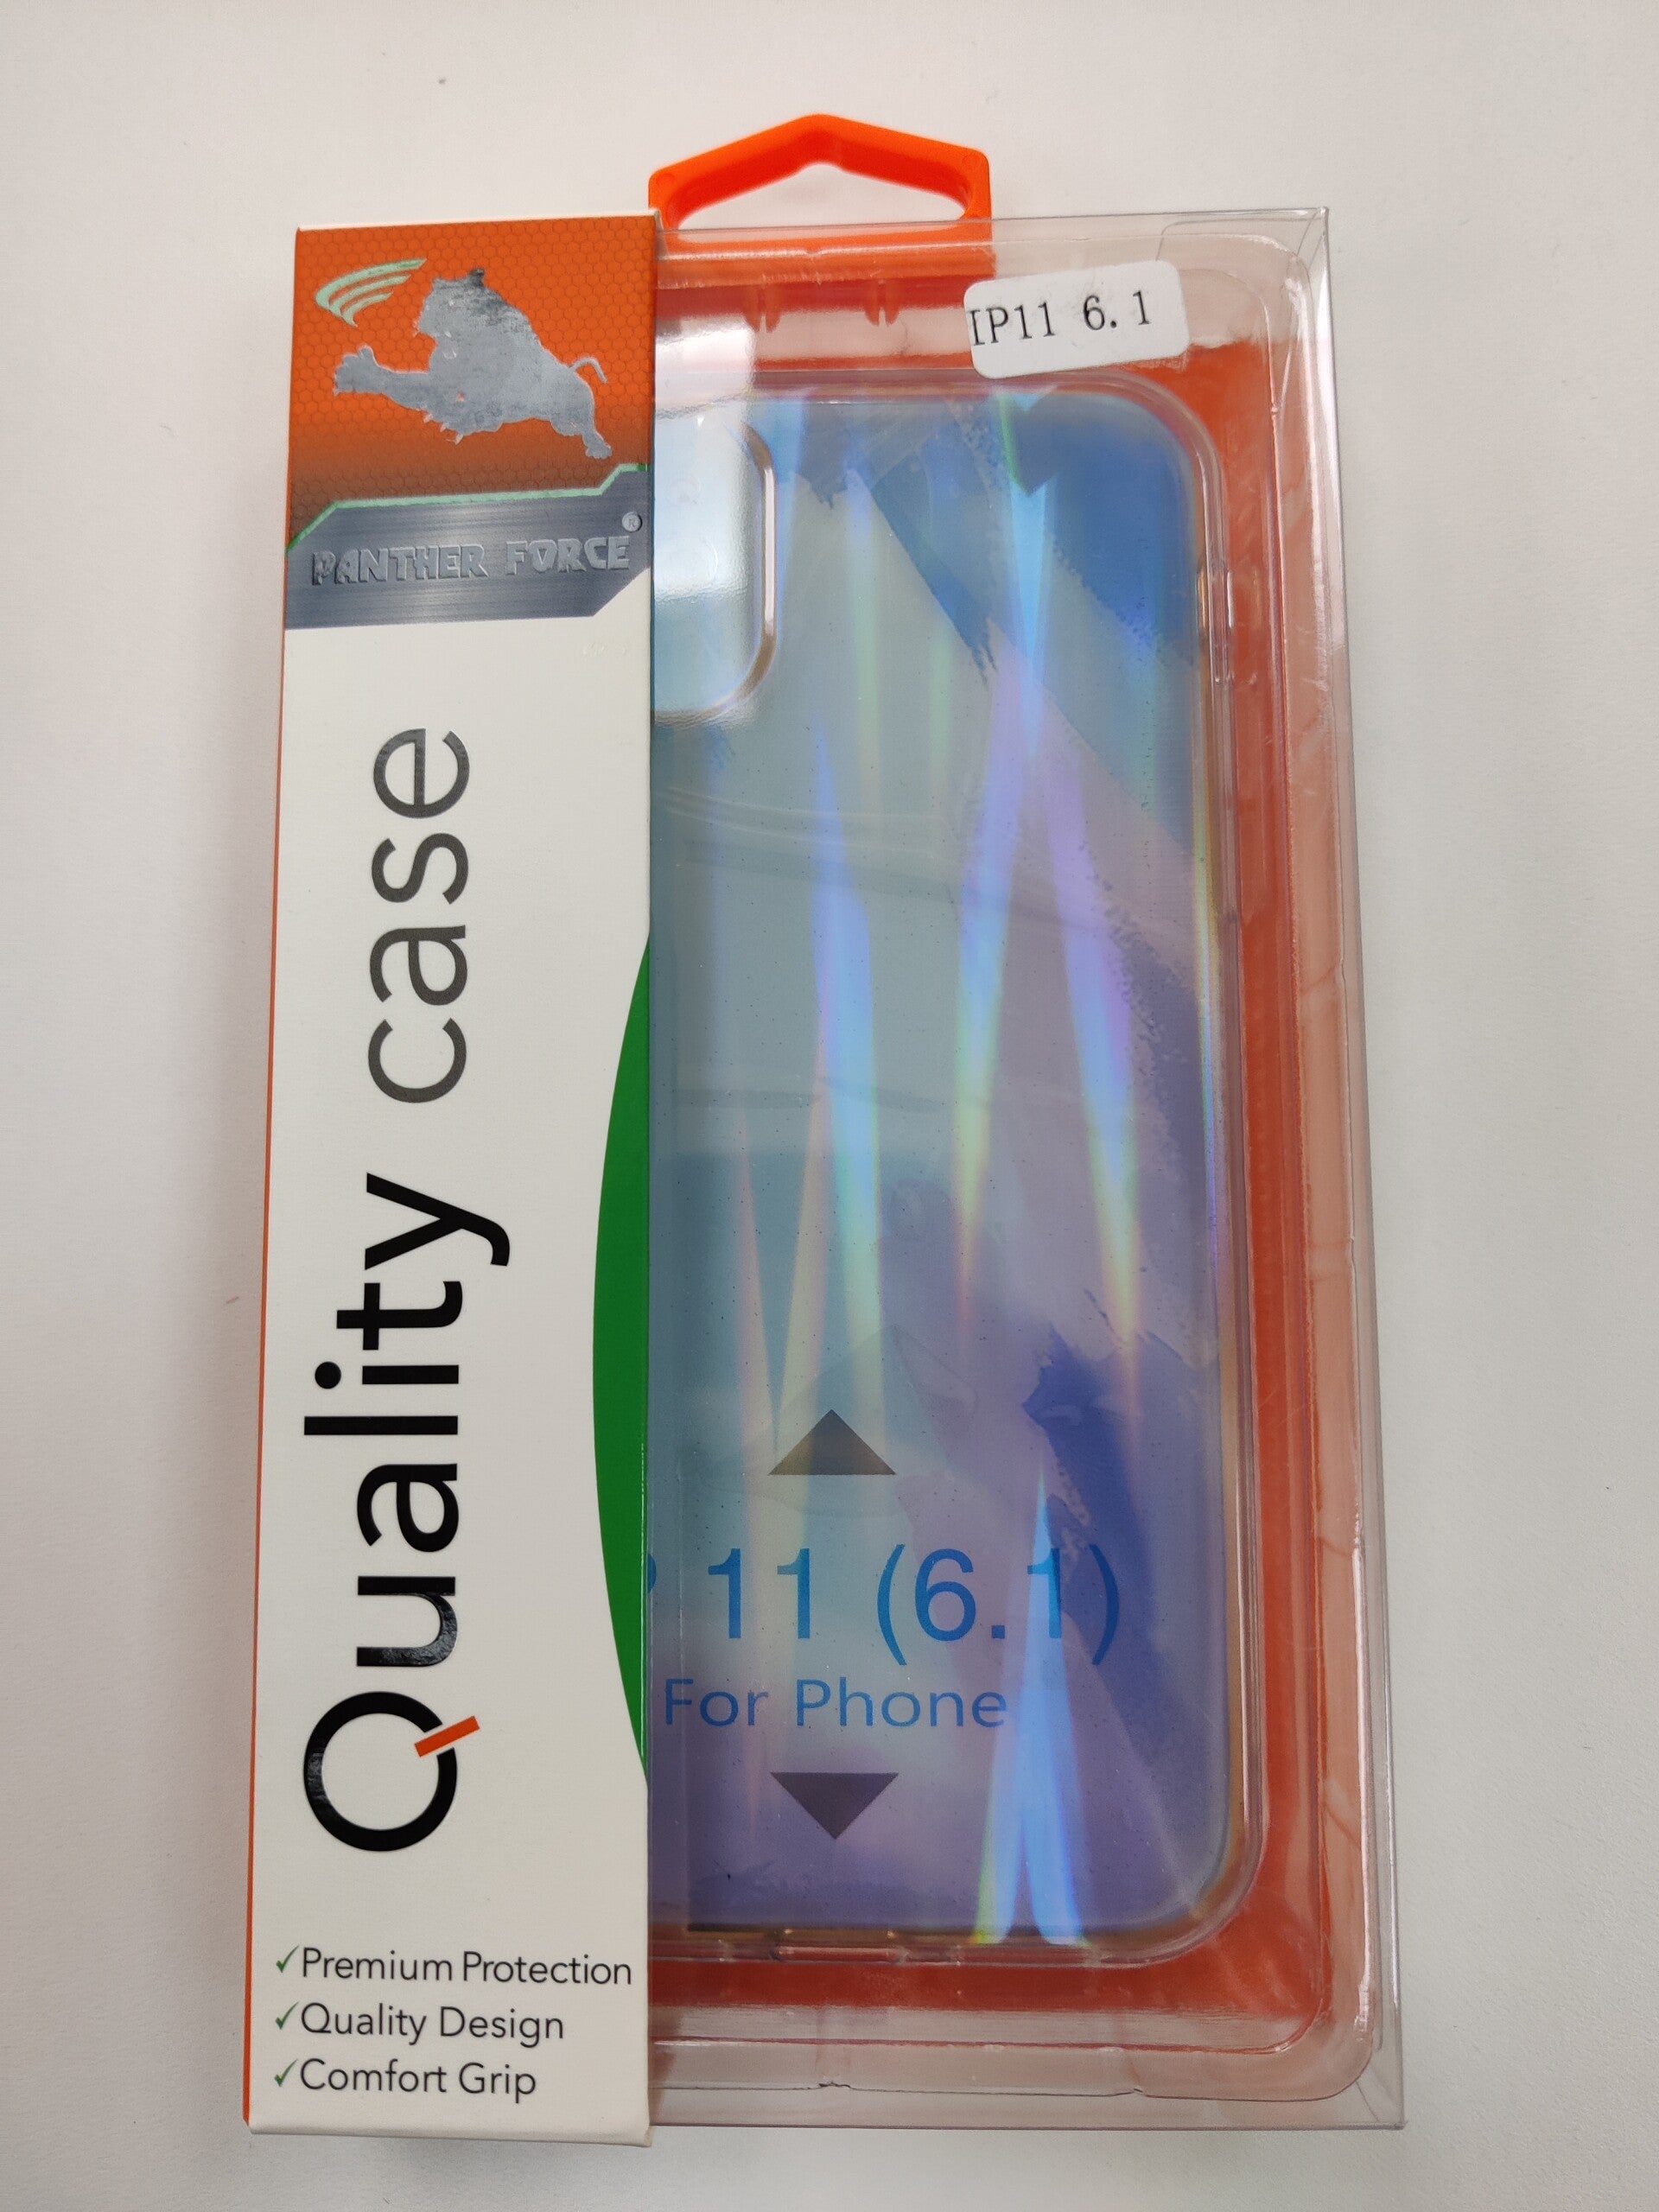 IP11 6.1
PANTHER FORCE®
Quality case
P 11 (6.1)
For Phone
✓Premium Protection
✓Quality Design
✓Comfort Grip